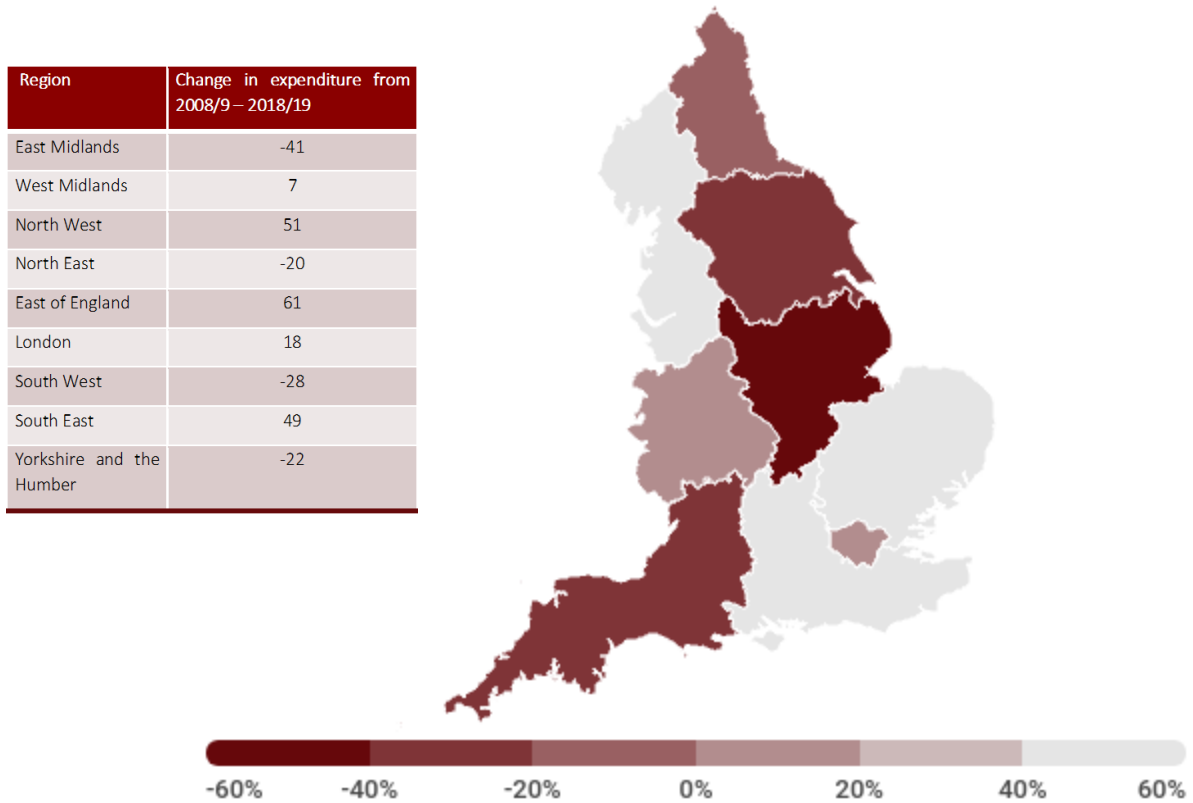 Region
Change in expenditure from
2008/9 – 2018/19
East Midlands
-41
West Midlands
7
North West
51
North East
-20
East of England
61
London
18
South West
-28
South East
49
Yorkshire and the
Humber
-22
-60%
-40%
-20%
0%
20%
40%
60%